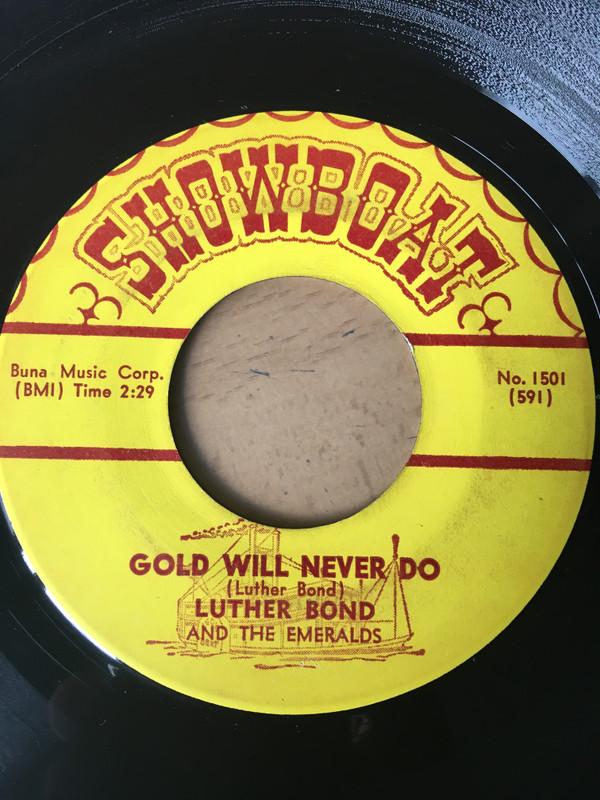 SHOWBOAT
Buna Music Corp.
(BMI) Time 2:29
No. 1501
(591)
GOLD WILL NEVER DO
(Luther Bond)
LUTHER BOND
AND THE EMERALDS